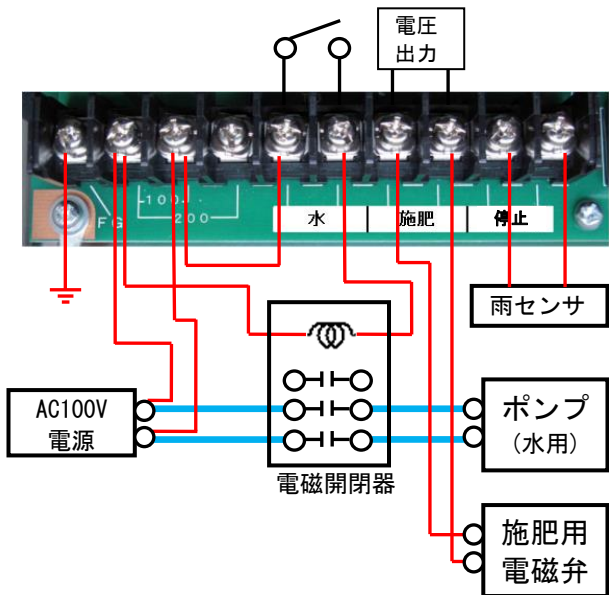 電圧
出力
FG
100
200
水
施肥
停止
雨センサ
AC100V
電源
電磁開閉器
ポンプ
(水用)
施肥用
電磁弁